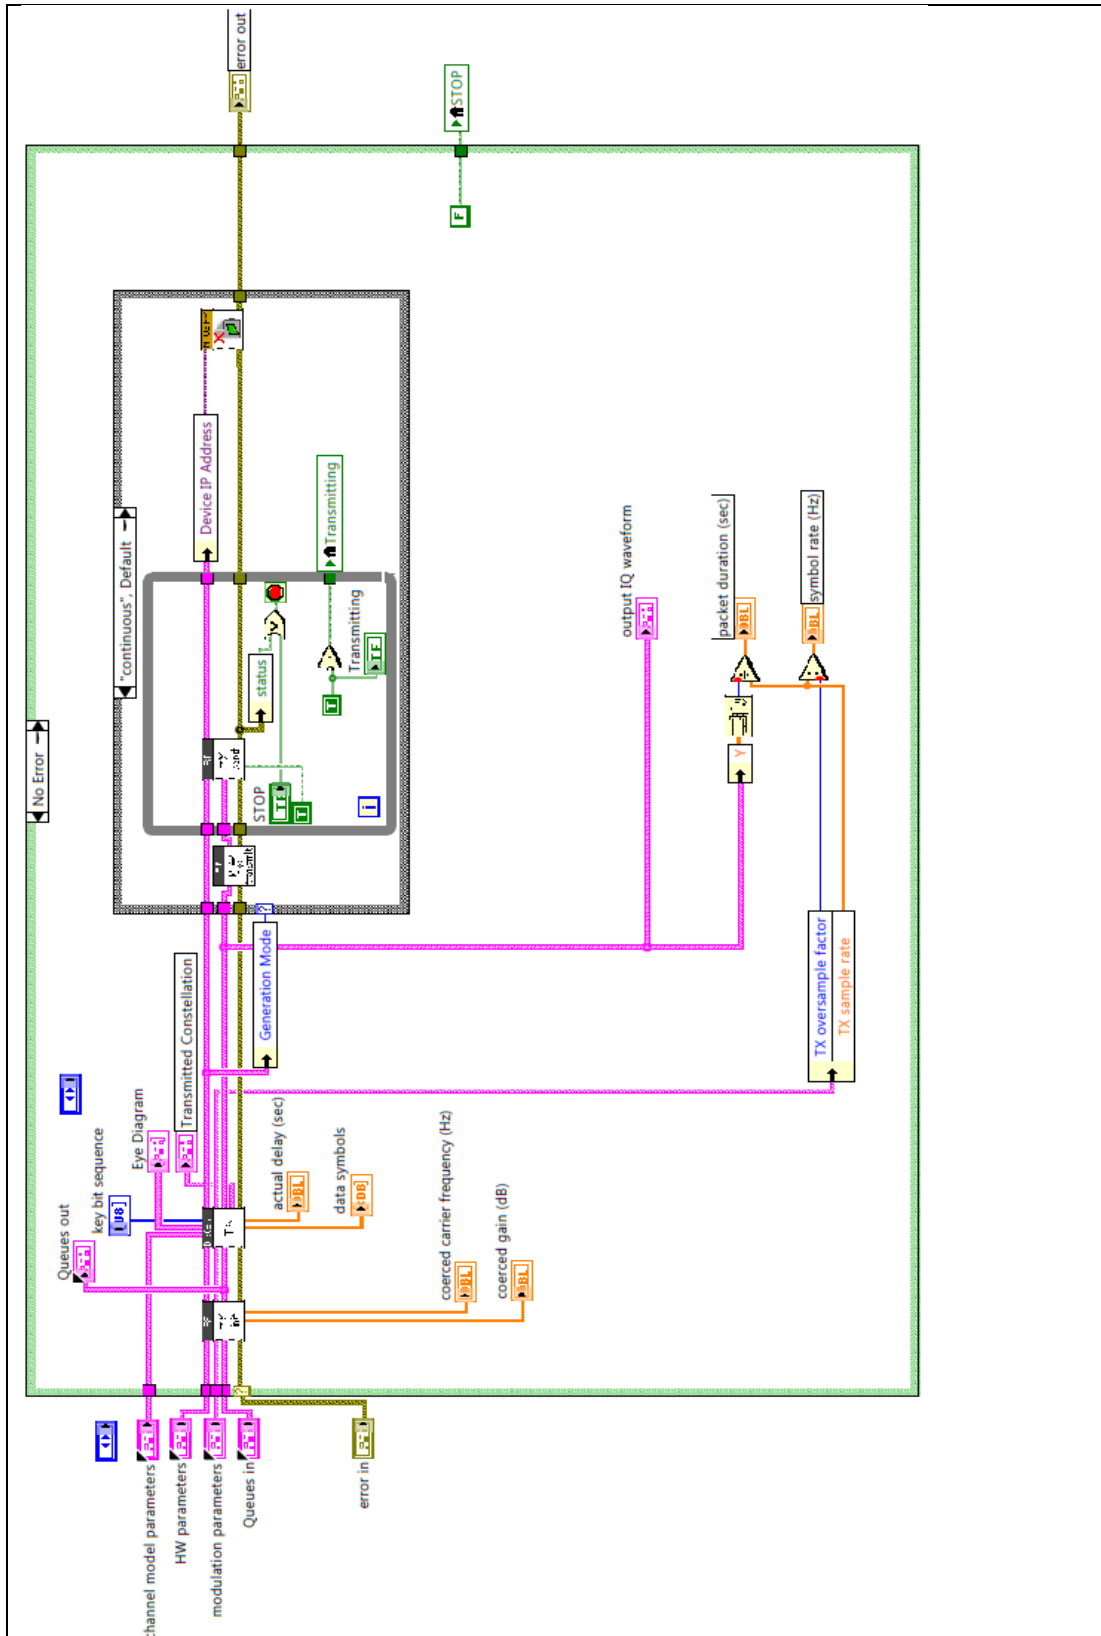 error out
STOP
F
No Error
"continuous", Default
Device IP Address
Transmitting
status
Transmitting
T
STOP
T
i
Generation Mode
Transmitted Constellation
Eye Diagram
key bit sequence
Queues out
actual delay (sec)
data symbols
coerced carrier frequency (Hz)
coerced gain (dB)
output IQ waveform
packet duration (sec)
symbol rate (Hz)
Y
TX oversample factor
TX sample rate
channel model parameters
HW parameters
modulation parameters
Queues in
error in